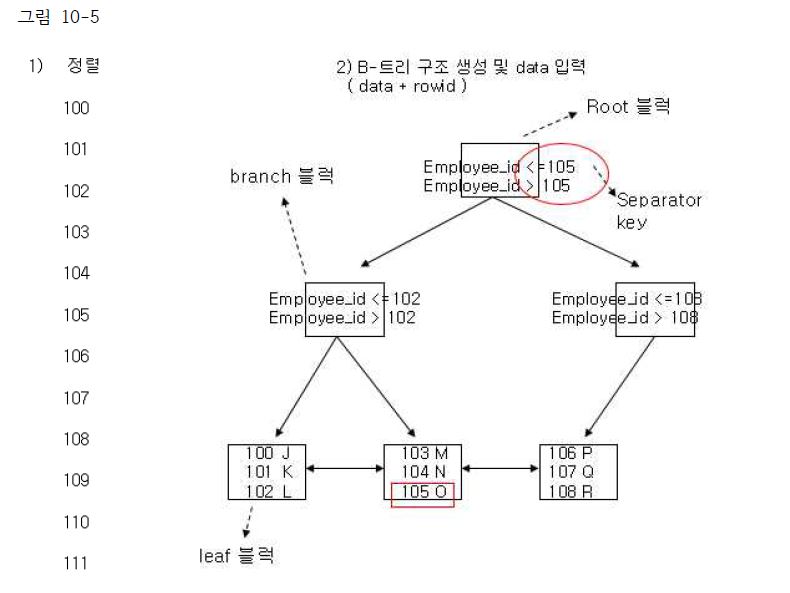 그림 10-5
1) 정렬
2) B-트리 구조 생성 및 data 입력
( data + rowid )
100
101
102
103
104
105
106
107
108
109
110
111
Root 블럭
Employee_id <=105
Employee_id > 105
Separator
key
branch 블럭
Employee_id <=102
Employee_id > 102
Employee_id <=108
Employee_id > 108
100 J
101 K
102 L
103 M
104 N
105 O
106 P
107 Q
108 R
leaf 블럭